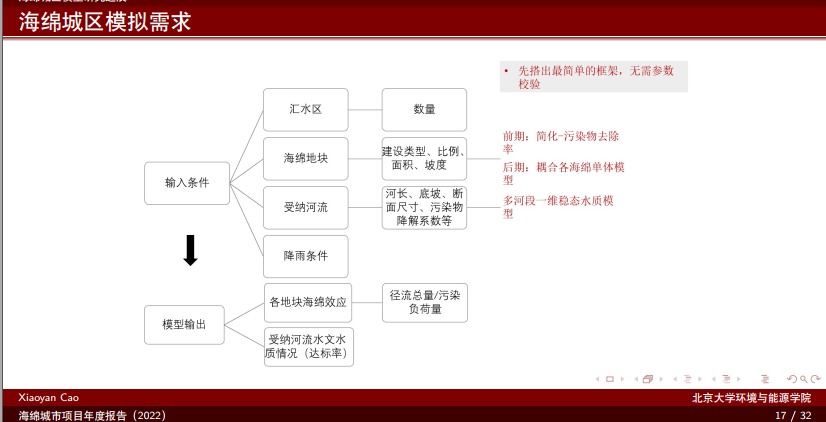 海绵城区模拟需求
• 先搭出最简单的框架，无需参数
校验
汇水区
数量
海绵地块
建设类型、比例、
面积、坡度
前期：简化-污染物去除
率
后期：耦合各海绵单体模
型
输入条件
受纳河流
河长、底坡、断
面尺寸、污染物
降解系数等
多河段一维稳态水质模
型
降雨条件
模型输出
各地块海绵效应
径流总量/污染
负荷量
受纳河流水文水
质情况（达标率）
Xiaoyan Cao
北京大学环境与能源学院
海绵城市项目年度报告（2022）
17 / 32